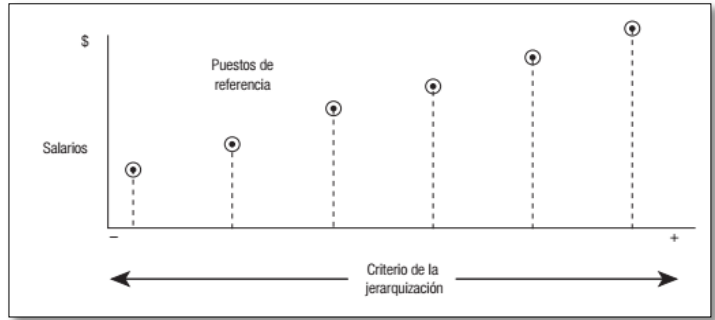 $
Puestos de
referencia
Salarios
– +
Criterio de la
jerarquización